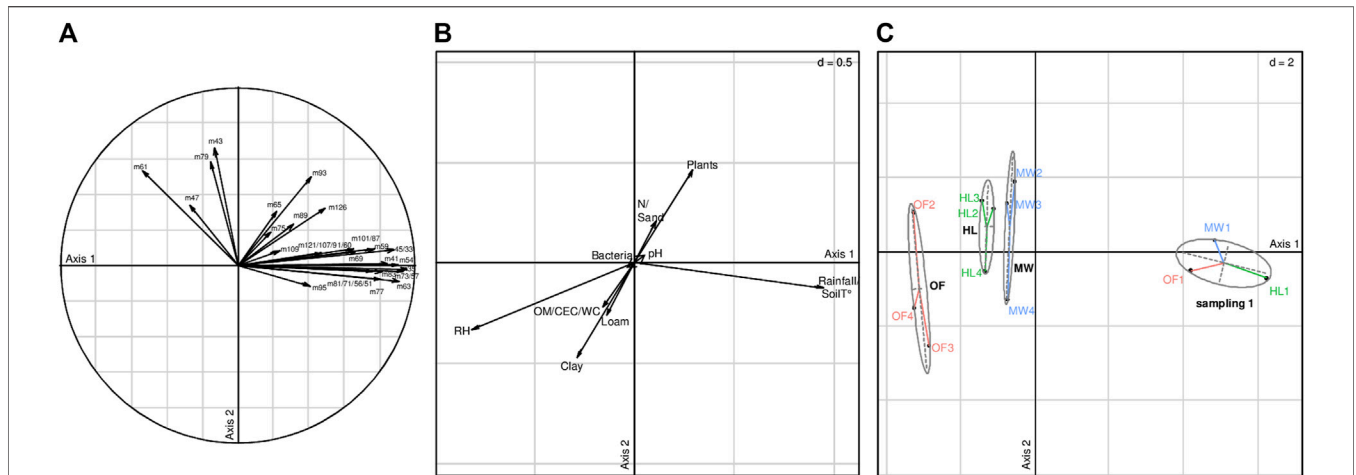 A
B
C
m43
m79
m61
m93
m47
m65
m126
m89
m75
m101/87
m121/107/91/60
m109
m59
45/33
m69
m41
m54
Axis 1
m83
m73/57
m95
m81/71/56/51
m63
m77
Axis 2
d = 0.5
Plants
N/
Sand
Bacteria
pH
Axis 1
Rainfall/
SoilT°
OM/CEC/WC
Loam
RH
Clay
Axis 2
d = 2
MW2
HL3
OF2
HL2
MW3
HL
MW1
Axis 1
HL4
MW
OF1
HL1
OF
sampling 1
MW4
OF4
OF3
Axis 2